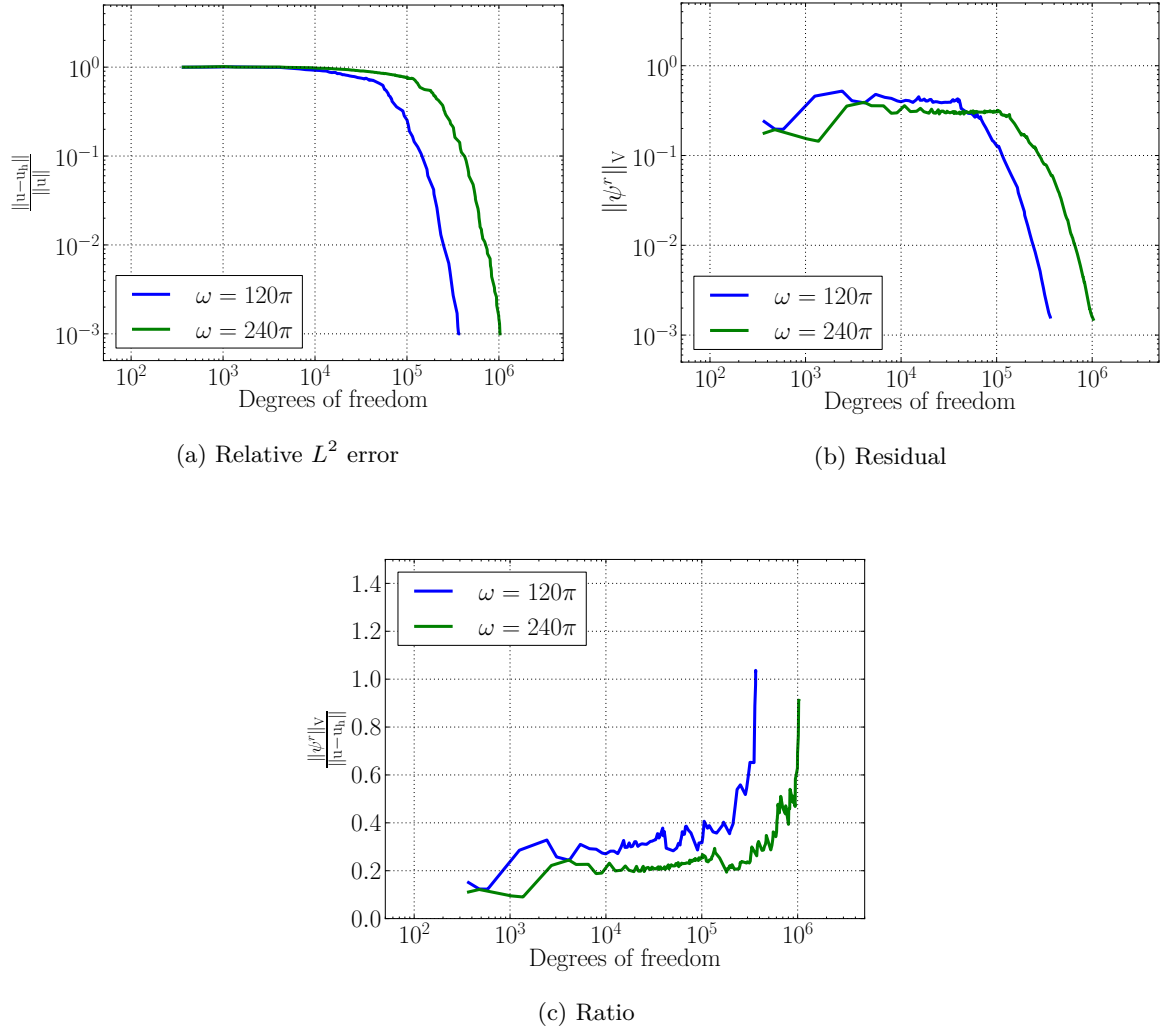 10^0
10^{-1}
10^{-2}
10^{-3}
\frac{||u-u_h||}{||u||}
ω = 120π
ω = 240π
10^2 10^3 10^4 10^5 10^6
Degrees of freedom
(a) Relative L^2 error
10^0
10^{-1}
10^{-2}
10^{-3}
||ψ^r||_V
ω = 120π
ω = 240π
10^2 10^3 10^4 10^5 10^6
Degrees of freedom
(b) Residual
1.4
1.2
1.0
0.8
0.6
0.4
0.2
0.0
\frac{||ψ^r||_V}{||u-u_h||}
ω = 120π
ω = 240π
10^2 10^3 10^4 10^5 10^6
Degrees of freedom
(c) Ratio